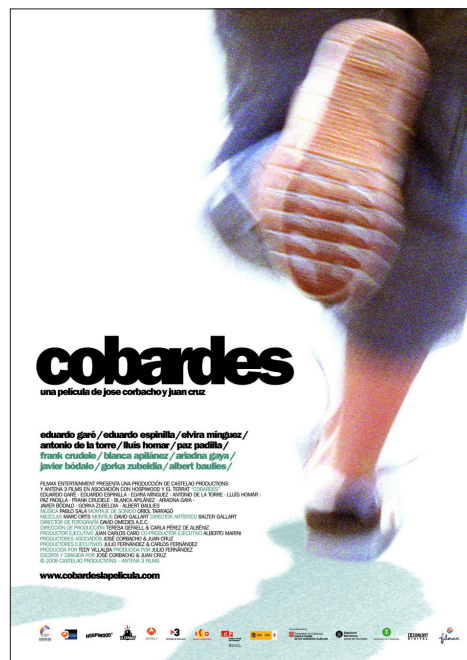 cobardes
una película de jose corbacho y juan cruz
eduardo garé/eduardo espinilla/elvira mínguez/
antonio de la torre/lluís homar/paz padilla/
frank crudele/blanca apilánez/ariadna gaya/
javier bódalo/gorka zubeldia/albert baulies/
FILMAX ENTERTAINMENT PRESENTA UNA PRODUCCIÓN DE CASTELAO PRODUCTIONS
Y ANTENA 3 FILMS EN ASOCIACIÓN CON HOSPIWOOD Y EL TERRAT "COBARDES"
EDUARDO GARÉ · EDUARDO ESPINILLA · ELVIRA MÍNGUEZ · ANTONIO DE LA TORRE · LLUÍS HOMAR ·
PAZ PADILLA · FRANK CRUDELE · BLANCA APILÁNEZ · ARIADNA GAYA ·
JAVIER BÓDALO · GORKA ZUBELDIA · ALBERT BAULIES
MÚSICA PABLO SALA MONTAJE DE SONIDO ORIOL TARRAGÓ
MEZCLAS MARC ORTS MONTAJE DAVID GALLART DIRECTOR ARTÍSTICO BALTER GALLART
DIRECTOR DE FOTOGRAFÍA DAVID OMEDES A.E.C.
DIRECCIÓN DE PRODUCCIÓN TERESA GEFAELL & CARLA PÉREZ DE ALBÉNIZ
PRODUCTOR EJECUTIVO JUAN CARLOS CARO CO-PRODUCTOR EJECUTIVO ALBERTO MARINI
PRODUCTORES ASOCIADOS JOSÉ CORBACHO & JUAN CRUZ
PRODUCTORES EJECUTIVOS JULIO FERNÁNDEZ & CARLOS FERNÁNDEZ
PRODUCIDA POR TEDY VILLALBA PRODUCIDA POR JULIO FERNÁNDEZ
ESCRITA Y DIRIGIDA POR JOSÉ CORBACHO & JUAN CRUZ
© 2008 CASTELAO PRODUCTIONS – ANTENA 3 FILMS
www.cobardeslapelicula.com
HOSPIWOOD
DIGITAL
filmax